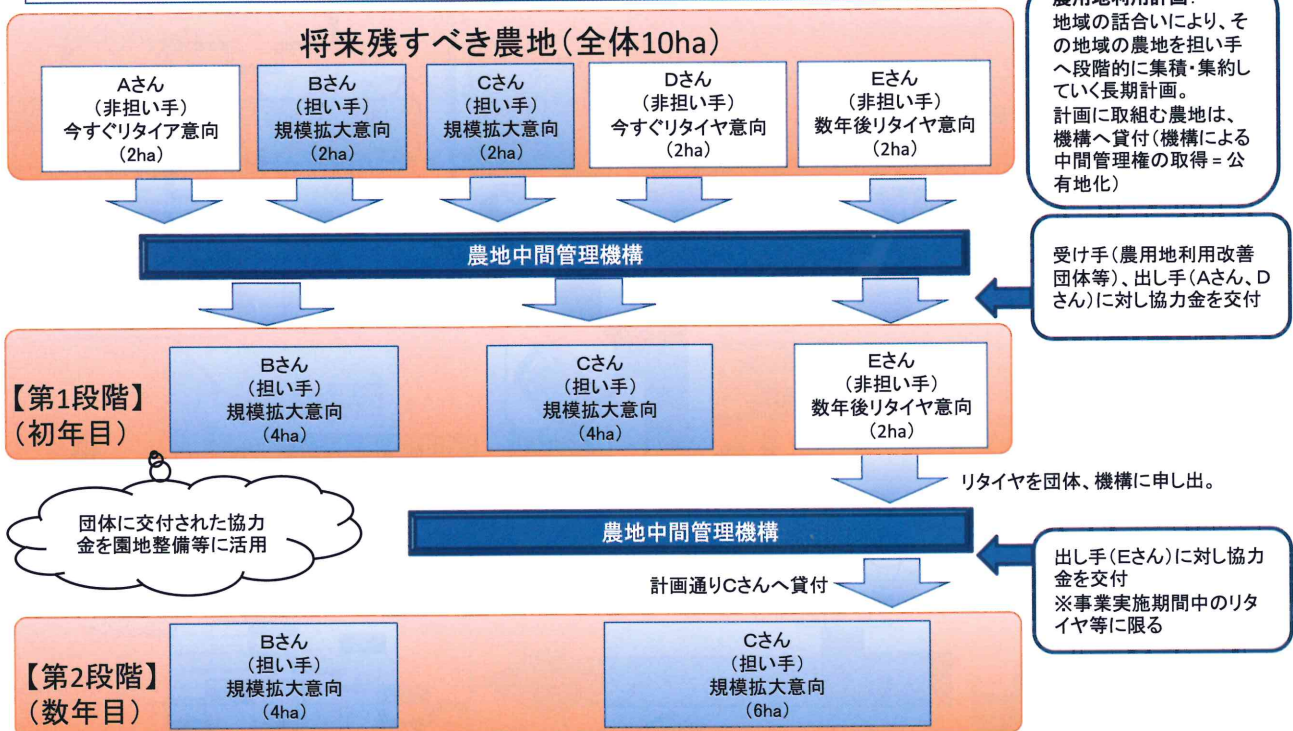 農用地利用計画:
地域の話合いにより、そ
の地域の農地を担い手
へ段階的に集積・集約し
ていく長期計画。
計画に取組む農地は、
機構へ貸付(機構による
中間管理権の取得=公
有地化)
将来残すべき農地(全体10ha)
Aさん
(非担い手)
今すぐリタイア意向
(2ha)
Bさん
(担い手)
規模拡大意向
(2ha)
Cさん
(担い手)
規模拡大意向
(2ha)
Dさん
(非担い手)
今すぐリタイヤ意向
(2ha)
Eさん
(非担い手)
数年後リタイヤ意向
(2ha)
農地中間管理機構
受け手(農用地利用改善
団体等)、出し手(Aさん、D
さん)に対し協力金を交付
【第1段階】
(初年目)
Bさん
(担い手)
規模拡大意向
(4ha)
Cさん
(担い手)
規模拡大意向
(4ha)
Eさん
(非担い手)
数年後リタイヤ意向
(2ha)
リタイヤを団体、機構に申し出。
団体に交付された協力
金を園地整備等に活用
農地中間管理機構
出し手(Eさん)に対し協力
金を交付
※事業実施期間中のリタ
イヤ等に限る
計画通りCさんへ貸付
【第2段階】
(数年目)
Bさん
(担い手)
規模拡大意向
(4ha)
Cさん
(担い手)
規模拡大意向
(6ha)